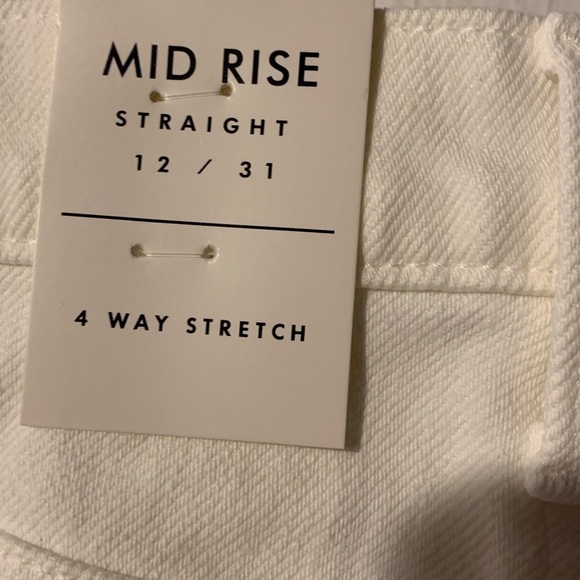 MID RISE
STRAIGHT
12 / 31
4 WAY STRETCH